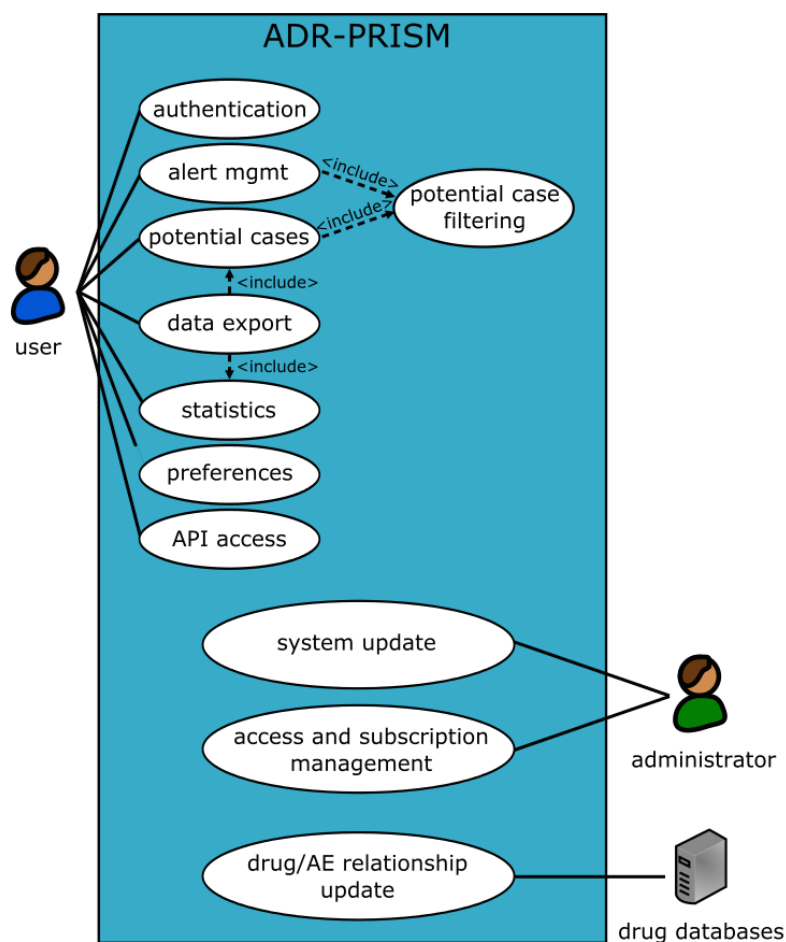 ADR-PRISM
authentication
alert mgmt
<include>
potential case
filtering
<include>
potential cases
<include>
data export
user
<include>
statistics
preferences
API access
system update
access and subscription
management
administrator
drug/AE relationship
update
drug databases